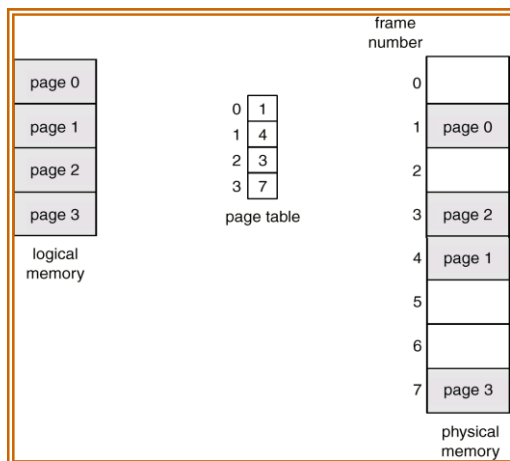 frame
number
page 0
page 1
page 2
page 3
logical
memory
0 1
1 4
2 3
3 7
page table
0
1 page 0
2
3 page 2
4 page 1
5
6
7 page 3
physical
memory